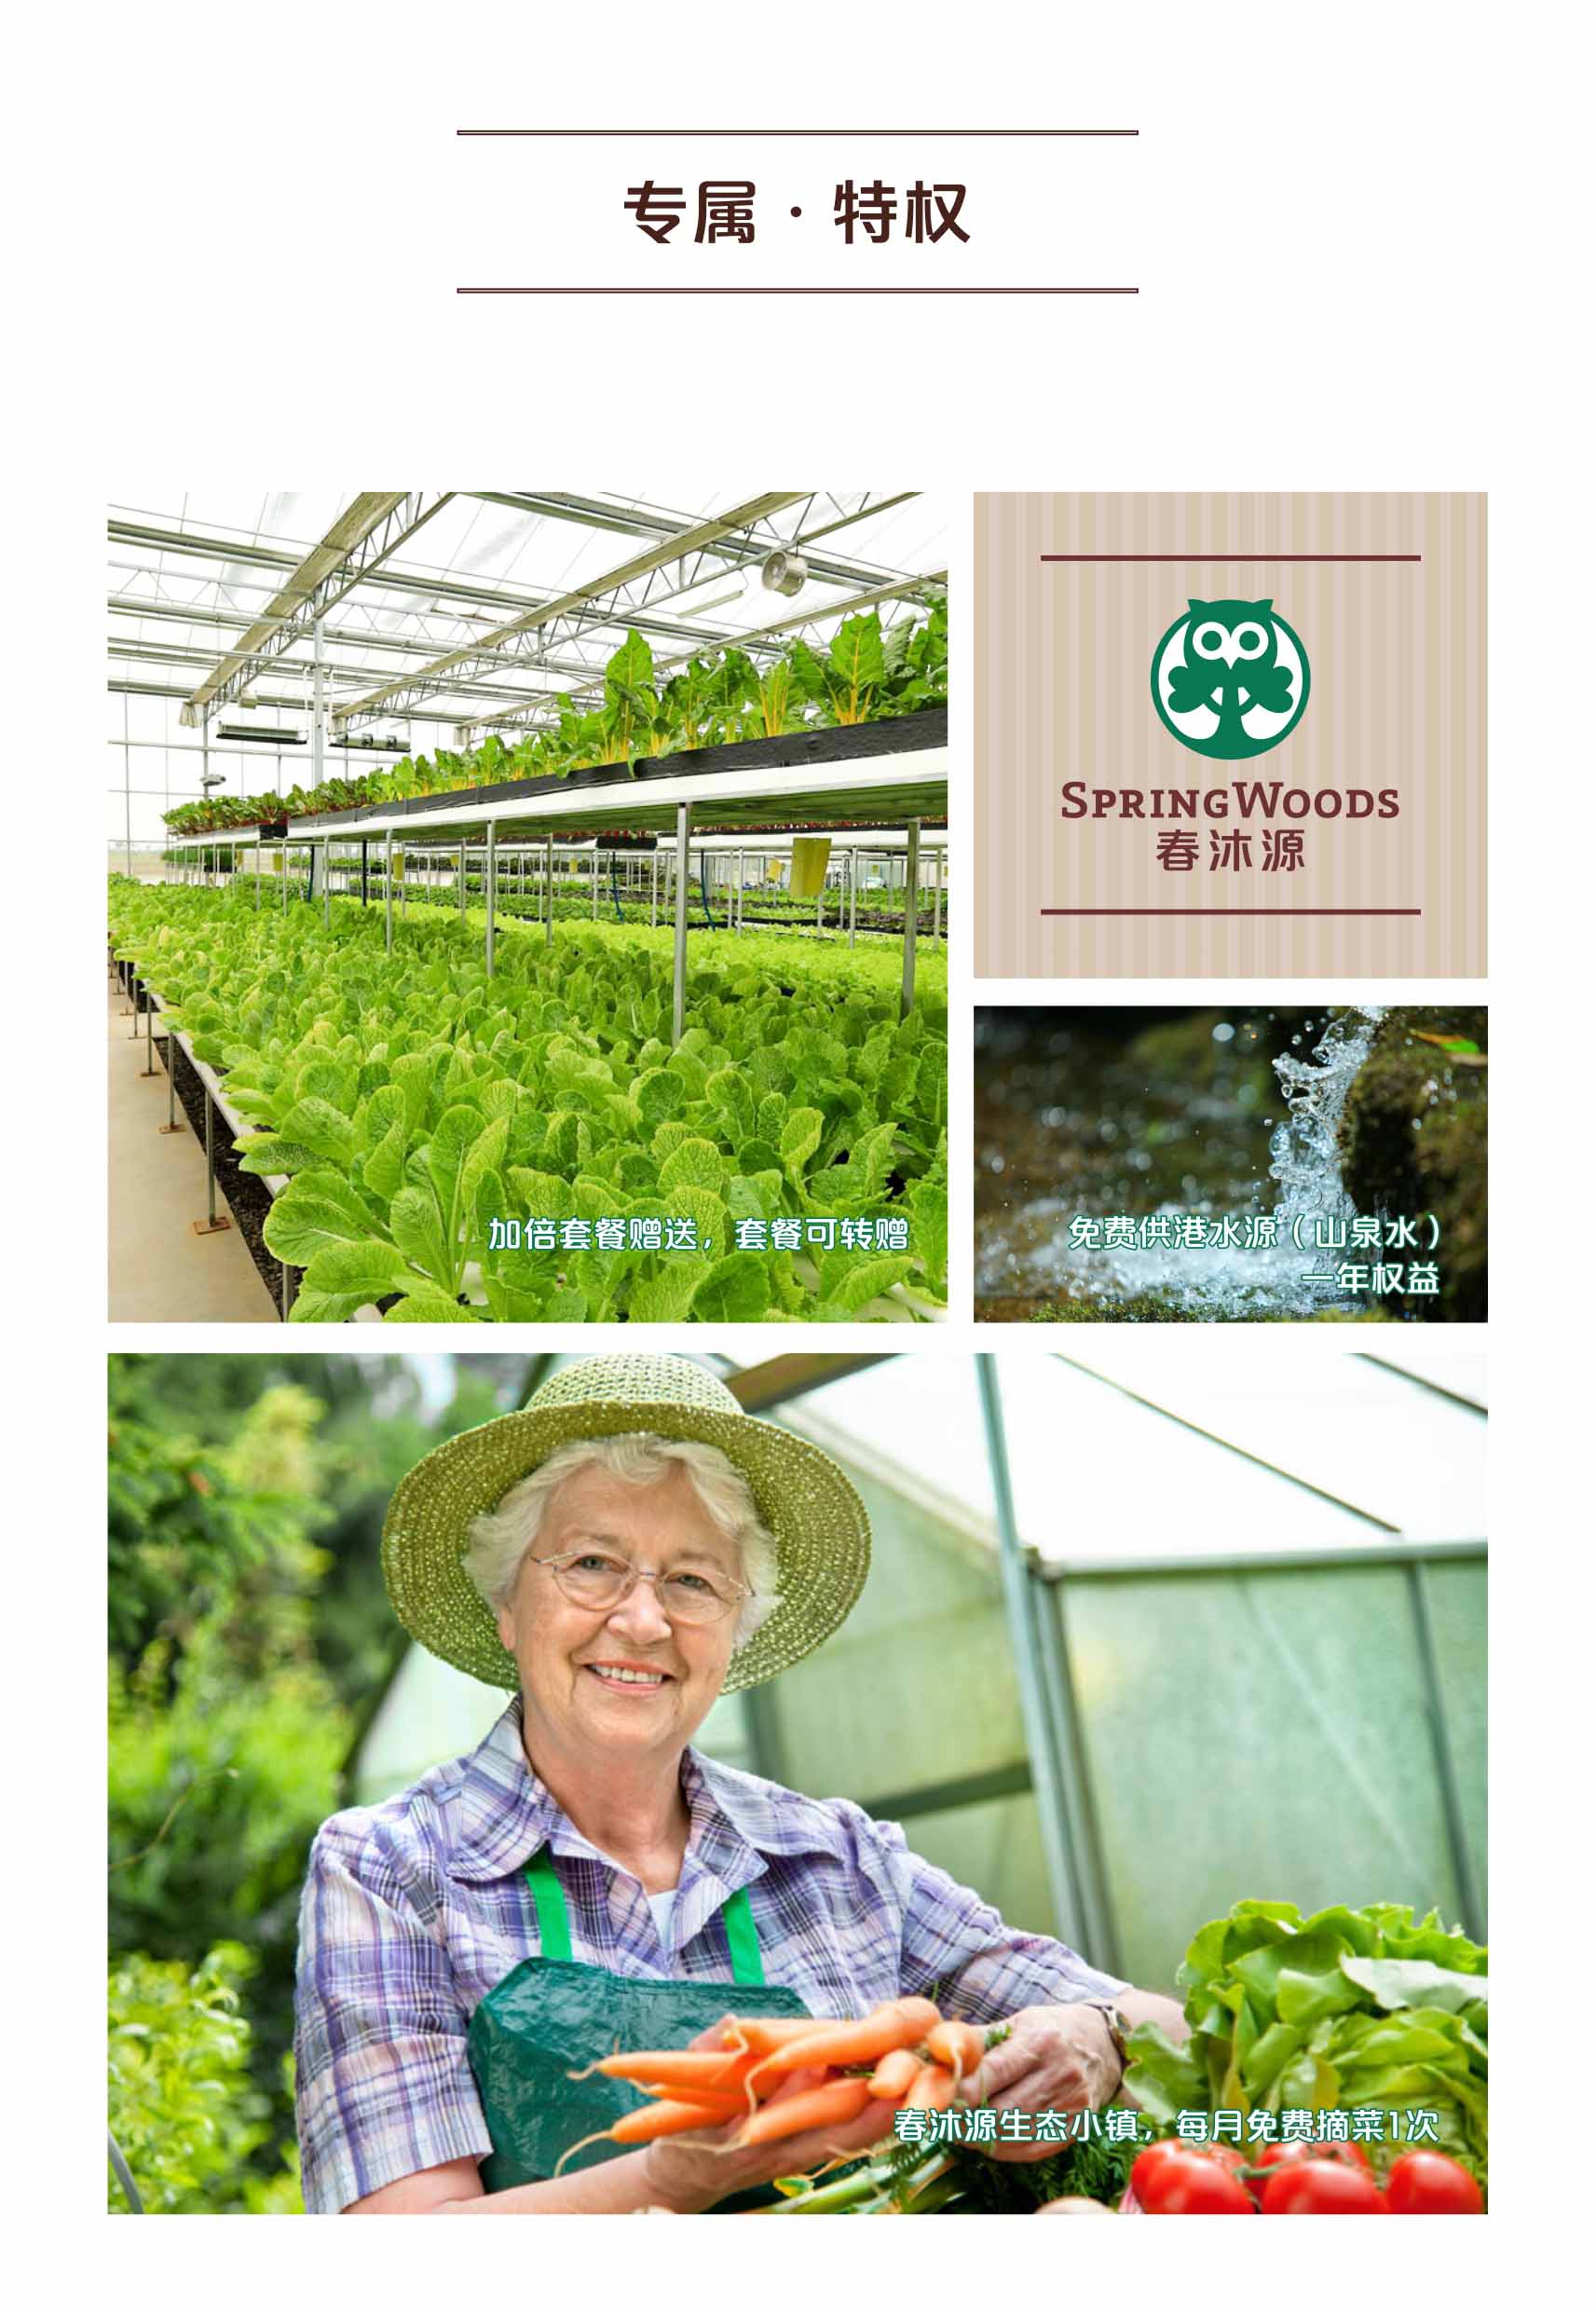 专属·特权
SPRINGWOODS
春沐源
加倍套餐赠送，套餐可转赠
免费供港水源（山泉水）
一年权益
春沐源生态小镇，每月免费摘菜1次